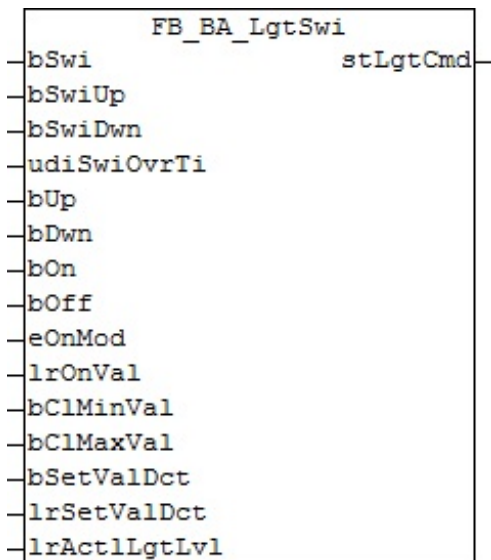 FB_BA_LgtSwi
bSwi stLgtCmd
bSwiUp
bSwiDwn
udiSwiOvrTi
bUp
bDwn
bOn
bOff
eOnMod
lrOnVal
bClMinVal
bClMaxVal
bSetValDct
lrSetValDct
lrActlLgtLvl